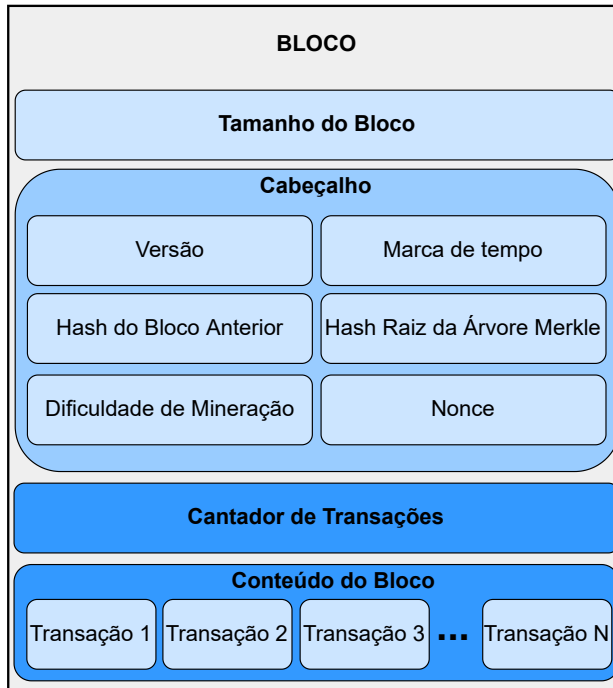 BLOCO
Tamanho do Bloco
Cabeçalho
Versão
Marca de tempo
Hash do Bloco Anterior
Hash Raiz da Árvore Merkle
Dificuldade de Mineração
Nonce
Cantador de Transações
Conteúdo do Bloco
Transação 1
Transação 2
Transação 3
...
Transação N